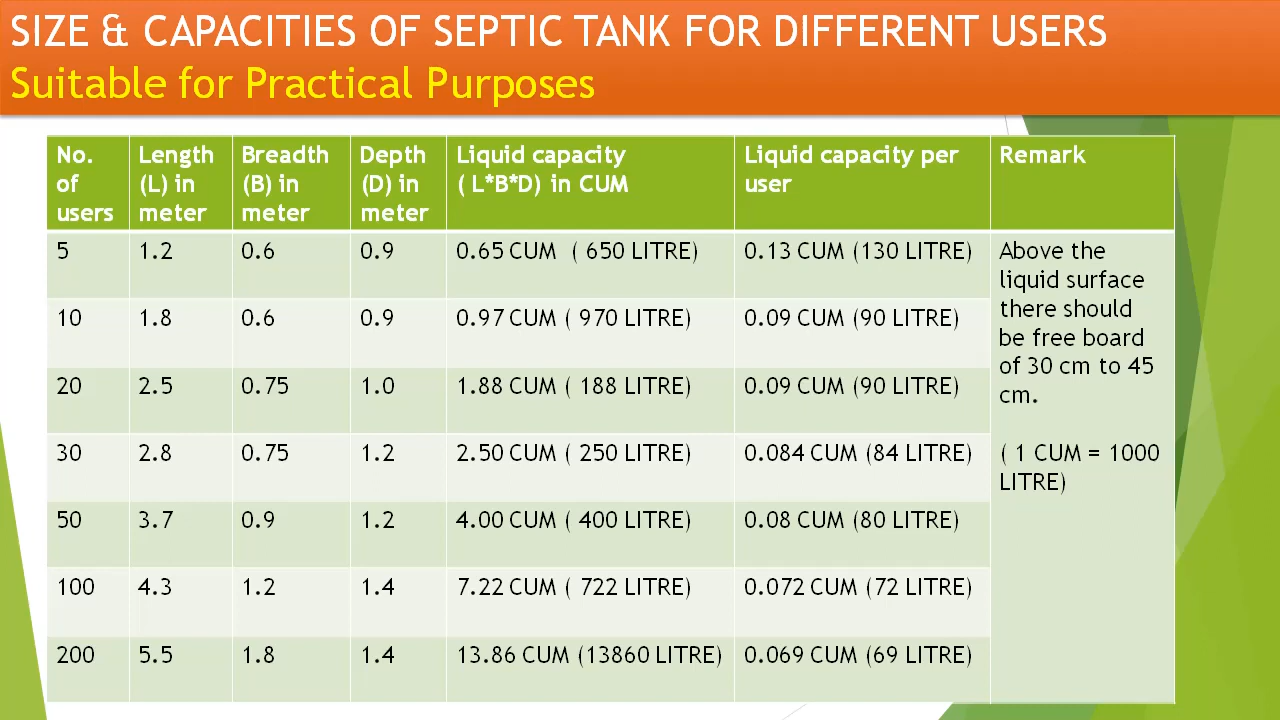 SIZE & CAPACITIES OF SEPTIC TANK FOR DIFFERENT USERS
Suitable for Practical Purposes
No. of users | Length (L) in meter | Breadth (B) in meter | Depth (D) in meter | Liquid capacity ( L*B*D) in CUM | Liquid capacity per user | Remark
5 | 1.2 | 0.6 | 0.9 | 0.65 CUM ( 650 LITRE) | 0.13 CUM (130 LITRE)
10 | 1.8 | 0.6 | 0.9 | 0.97 CUM ( 970 LITRE) | 0.09 CUM (90 LITRE)
20 | 2.5 | 0.75 | 1.0 | 1.88 CUM ( 188 LITRE) | 0.09 CUM (90 LITRE)
30 | 2.8 | 0.75 | 1.2 | 2.50 CUM ( 250 LITRE) | 0.084 CUM (84 LITRE)
50 | 3.7 | 0.9 | 1.2 | 4.00 CUM ( 400 LITRE) | 0.08 CUM (80 LITRE)
100 | 4.3 | 1.2 | 1.4 | 7.22 CUM ( 722 LITRE) | 0.072 CUM (72 LITRE)
200 | 5.5 | 1.8 | 1.4 | 13.86 CUM (13860 LITRE) | 0.069 CUM (69 LITRE)
Above the
liquid surface
there should
be free board
of 30 cm to 45
cm.
( 1 CUM = 1000
LITRE)